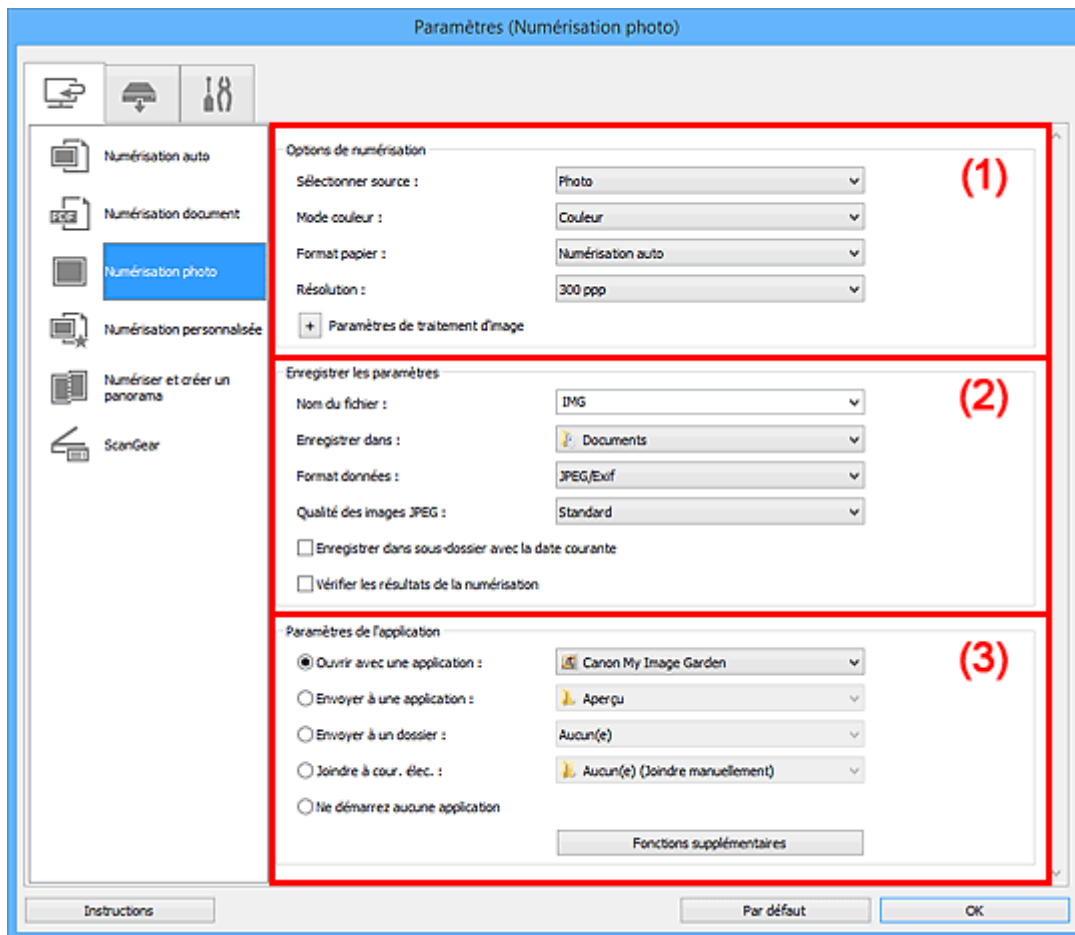 Paramètres (Numérisation photo)
Numérisation auto
Numérisation document
Numérisation photo
Numérisation personnalisée
Numériser et créer un
panorama
ScanGear
PDF
Options de numérisation
(1)
Sélectionner source : Photo
Mode couleur : Couleur
Format papier : Numérisation auto
Résolution : 300 ppp
+ Paramètres de traitement d'image
Enregistrer les paramètres
(2)
Nom du fichier : IMG
Enregistrer dans : Documents
Format données : JPEG/Exif
Qualité des images JPEG : Standard
Enregistrer dans sous-dossier avec la date courante
Vérifier les résultats de la numérisation
Paramètres de l'application
(3)
Ouvrir avec une application : Canon My Image Garden
Envoyer à une application : Aperçu
Envoyer à un dossier : Aucun(e)
Joindre à cour. élec. : Aucun(e) (Joindre manuellement)
Ne démarrez aucune application
Fonctions supplémentaires
Instructions Par défaut OK